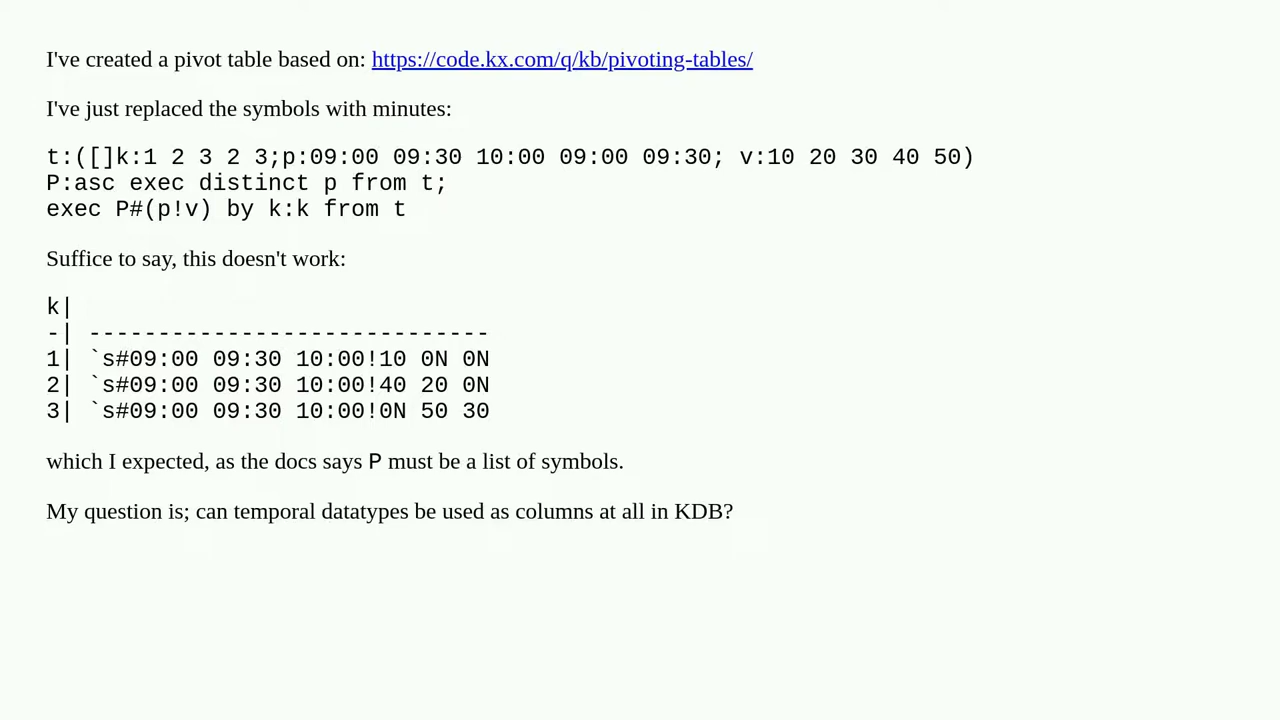 I've created a pivot table based on: https://code.kx.com/q/kb/pivoting-tables/
I've just replaced the symbols with minutes:
t:([]k:1 2 3 2 3;p:09:00 09:30 10:00 09:00 09:30; v:10 20 30 40 50)
P:asc exec distinct p from t;
exec P#(p!v) by k:k from t
Suffice to say, this doesn't work:
k|
-| -----------------------------
1| `s#09:00 09:30 10:00!10 0N 0N
2| `s#09:00 09:30 10:00!40 20 0N
3| `s#09:00 09:30 10:00!0N 50 30
which I expected, as the docs says P must be a list of symbols.
My question is; can temporal datatypes be used as columns at all in KDB?